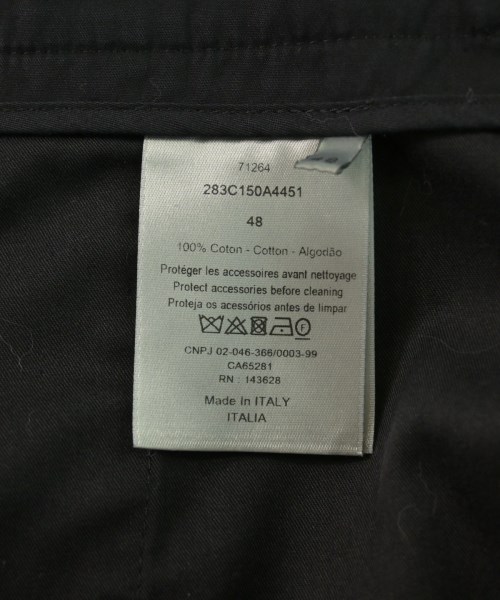 71264
283C150A4451
48
100% Coton - Cotton - Algodão
Protéger les accessoires avant nettoyage
Protect accessories before cleaning
Proteja os acessórios antes de limpar
F
CNPJ 02-046-366/0003-99
CA65281
RN : 143628
Made in ITALY
ITALIA